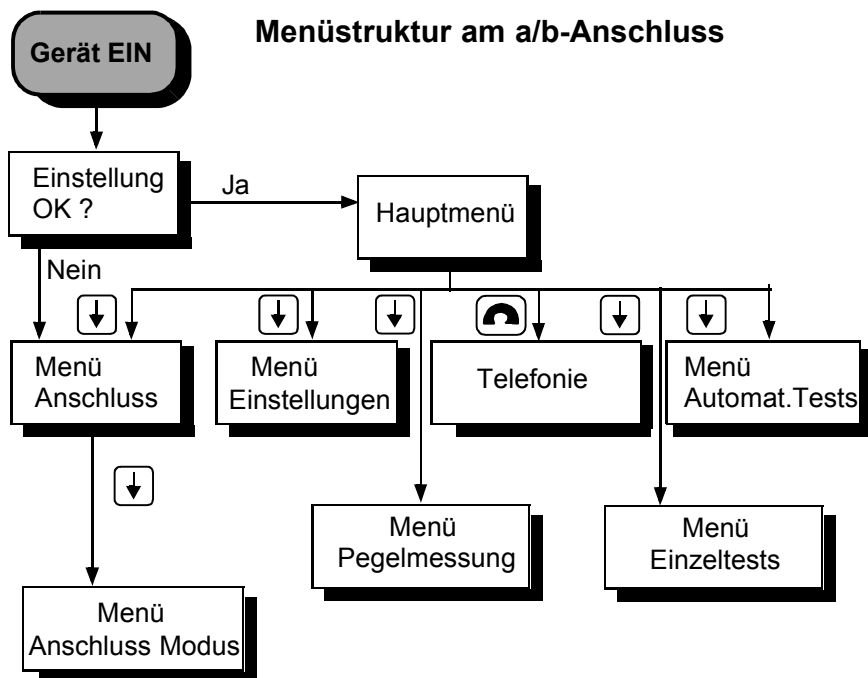 Menüstruktur am a/b-Anschluss
Gerät EIN
Einstellung
OK ?
Ja
Hauptmenü
Nein
Menü
Anschluss
Menü
Einstellungen
Telefonie
Menü
Automat.Tests
Menü
Pegelmessung
Menü
Einzeltests
Menü
Anschluss Modus